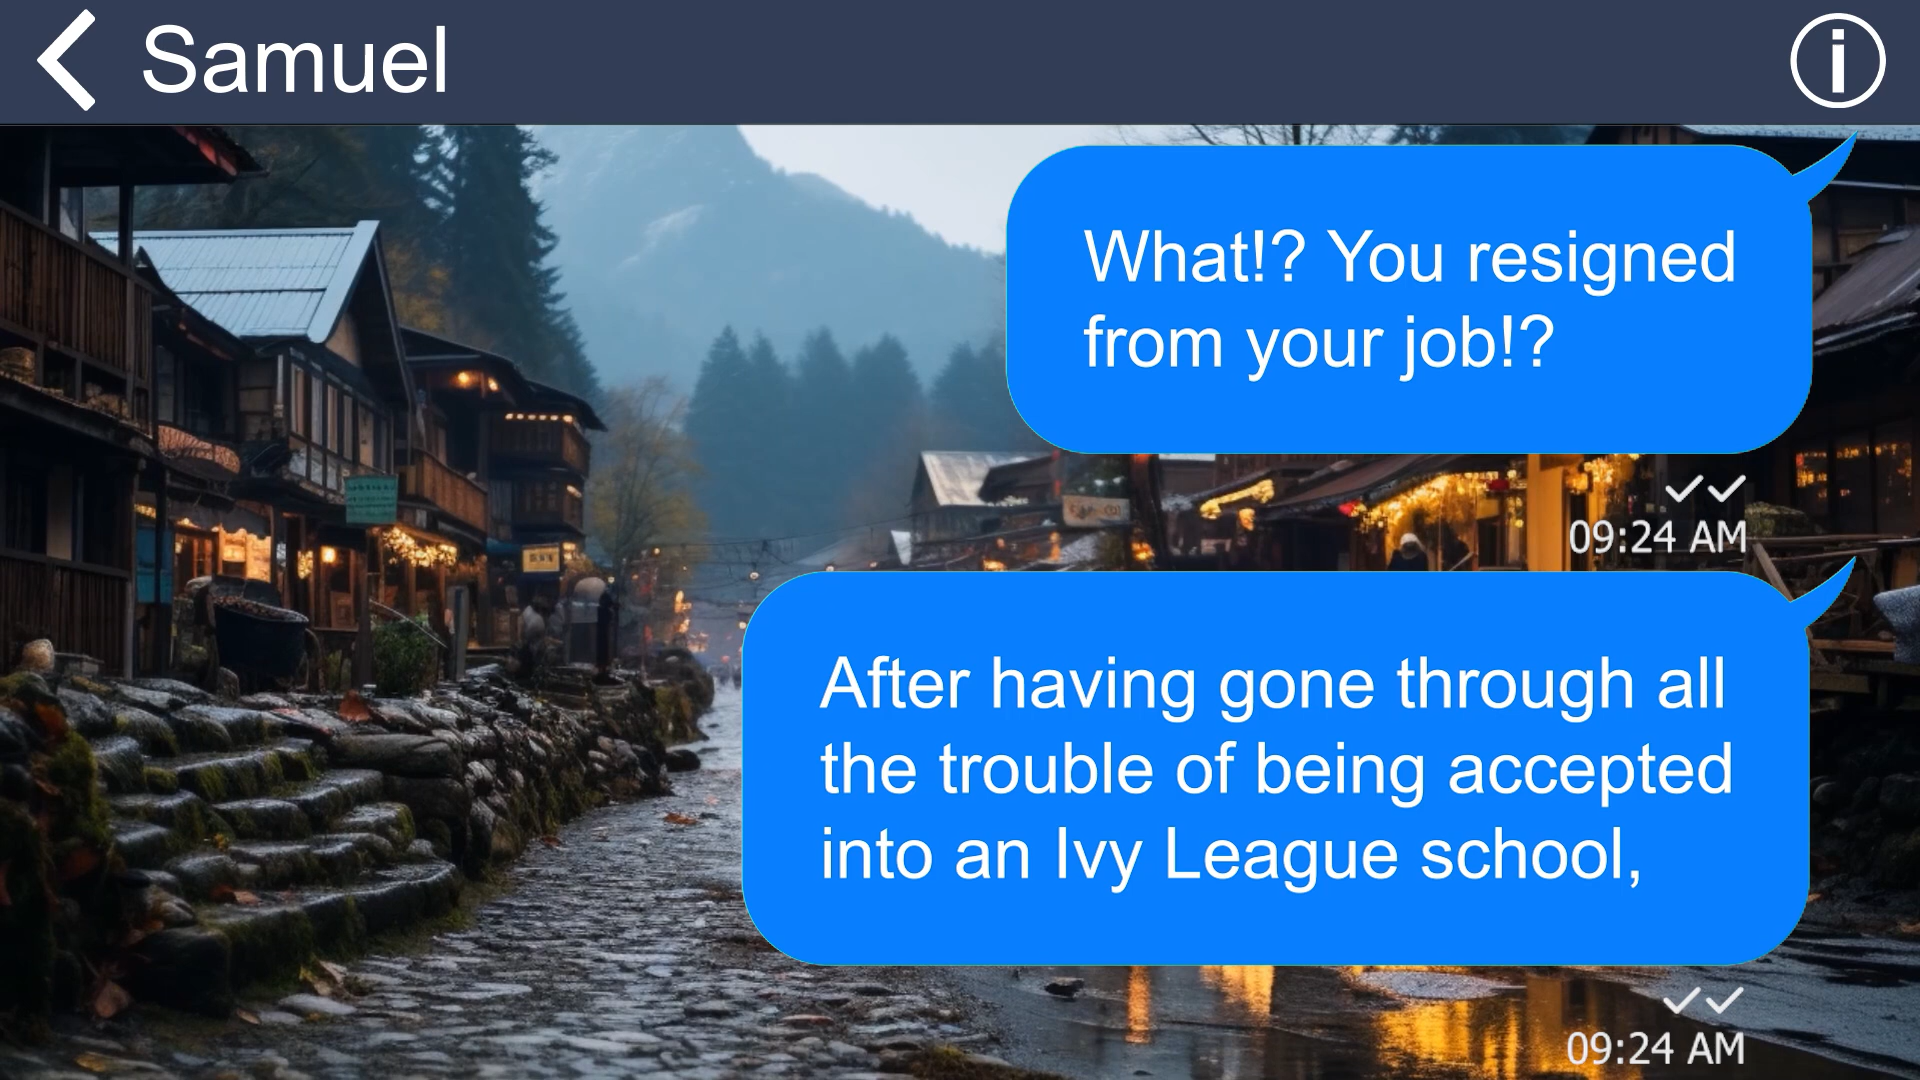 Samuel
What!? You resigned
from your job!?
09:24 AM
After having gone through all
the trouble of being accepted
into an Ivy League school,
09:24 AM